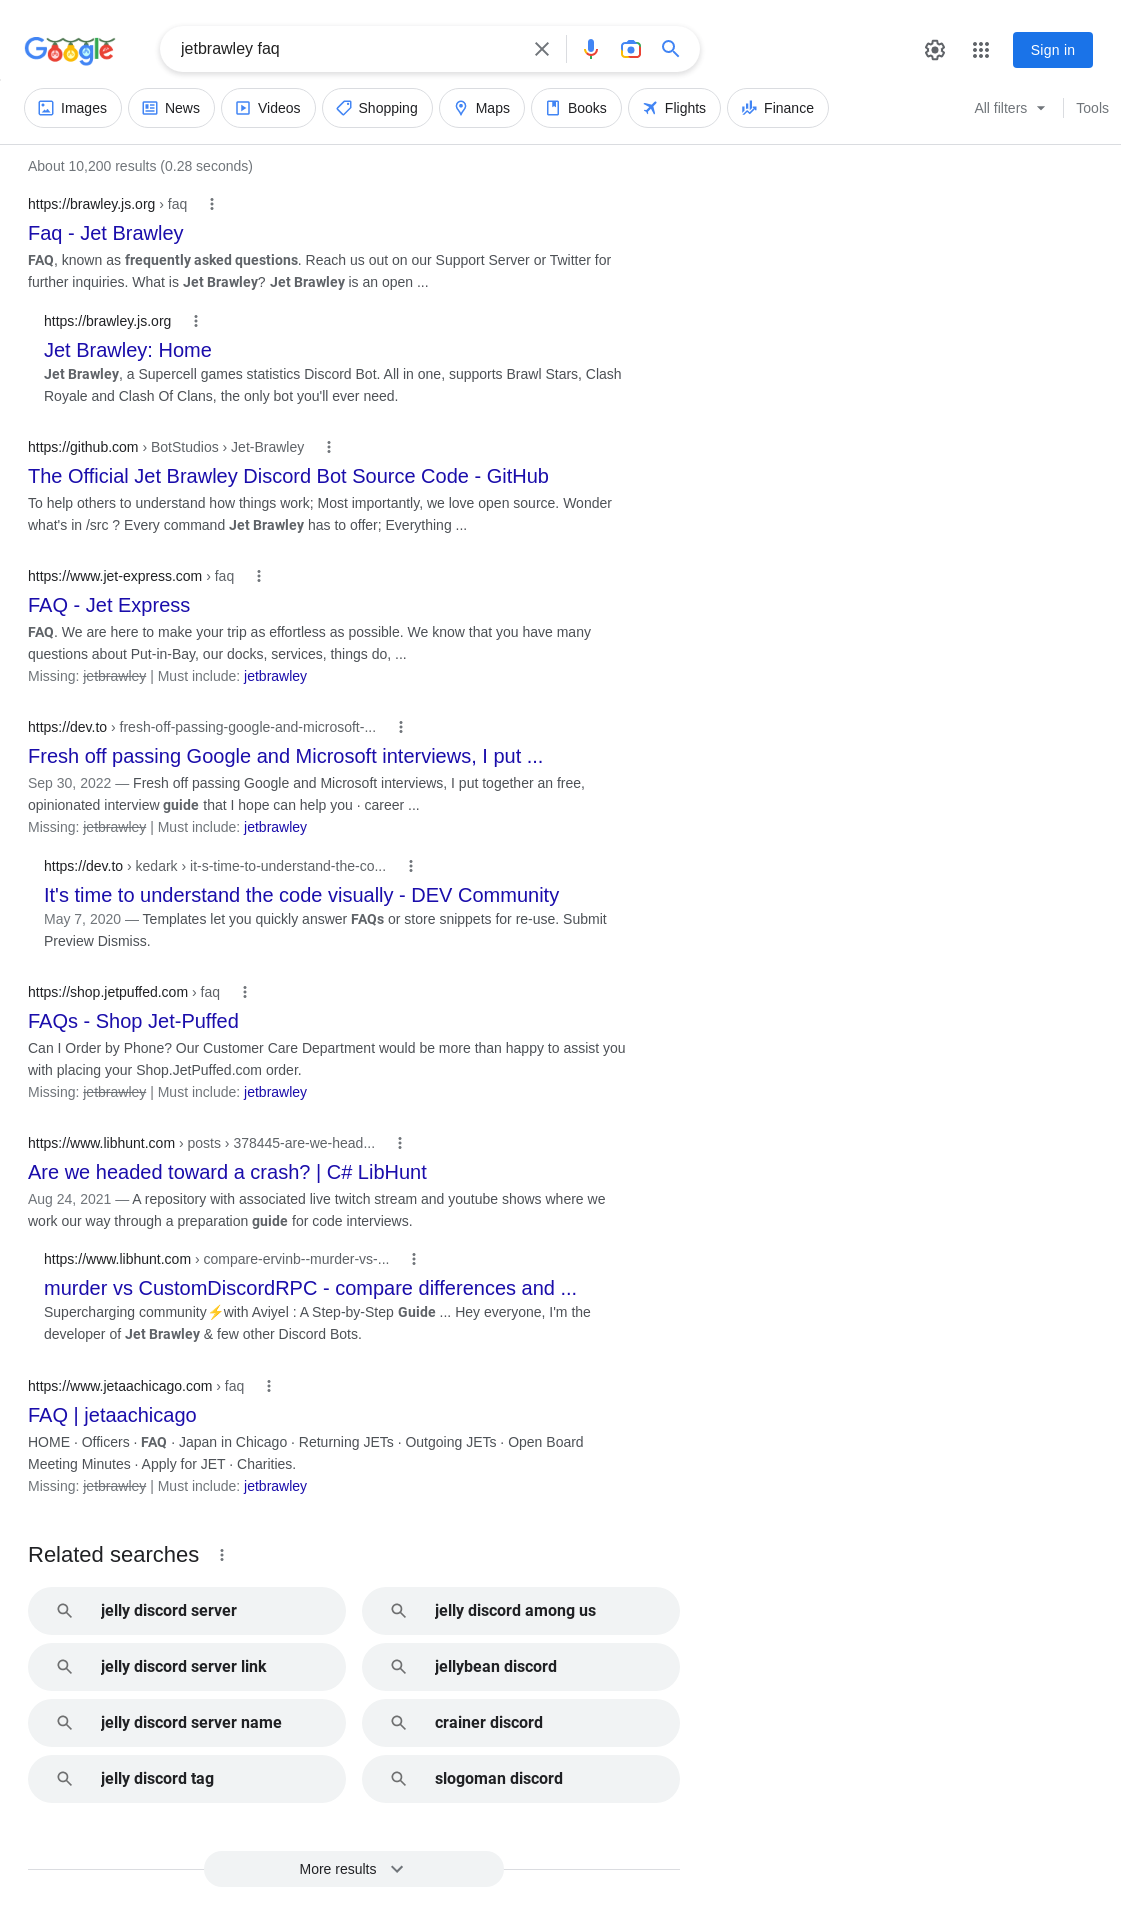 Google
jetbrawley faq
Sign in
Images
News
Videos
Shopping
Maps
Books
Flights
Finance
All filters
Tools
About 10,200 results (0.28 seconds)
https://brawley.js.org › faq
Faq - Jet Brawley
FAQ, known as frequently asked questions. Reach us out on our Support Server or Twitter for
further inquiries. What is Jet Brawley? Jet Brawley is an open ...
https://brawley.js.org
Jet Brawley: Home
Jet Brawley, a Supercell games statistics Discord Bot. All in one, supports Brawl Stars, Clash
Royale and Clash Of Clans, the only bot you'll ever need.
https://github.com › BotStudios › Jet-Brawley
The Official Jet Brawley Discord Bot Source Code - GitHub
To help others to understand how things work; Most importantly, we love open source. Wonder
what's in /src ? Every command Jet Brawley has to offer; Everything ...
https://www.jet-express.com › faq
FAQ - Jet Express
FAQ. We are here to make your trip as effortless as possible. We know that you have many
questions about Put-in-Bay, our docks, services, things do, ...
Missing: jetbrawley | Must include: jetbrawley
https://dev.to › fresh-off-passing-google-and-microsoft-...
Fresh off passing Google and Microsoft interviews, I put ...
Sep 30, 2022 — Fresh off passing Google and Microsoft interviews, I put together an free,
opinionated interview guide that I hope can help you · career ...
Missing: jetbrawley | Must include: jetbrawley
https://dev.to › kedark › it-s-time-to-understand-the-co...
It's time to understand the code visually - DEV Community
May 7, 2020 — Templates let you quickly answer FAQs or store snippets for re-use. Submit
Preview Dismiss.
https://shop.jetpuffed.com › faq
FAQs - Shop Jet-Puffed
Can I Order by Phone? Our Customer Care Department would be more than happy to assist you
with placing your Shop.JetPuffed.com order.
Missing: jetbrawley | Must include: jetbrawley
https://www.libhunt.com › posts › 378445-are-we-head...
Are we headed toward a crash? | C# LibHunt
Aug 24, 2021 — A repository with associated live twitch stream and youtube shows where we
work our way through a preparation guide for code interviews.
https://www.libhunt.com › compare-ervinb--murder-vs-...
murder vs CustomDiscordRPC - compare differences and ...
Supercharging community⚡with Aviyel : A Step-by-Step Guide ... Hey everyone, I'm the
developer of Jet Brawley & few other Discord Bots.
https://www.jetaachicago.com › faq
FAQ | jetaachicago
HOME · Officers · FAQ · Japan in Chicago · Returning JETs · Outgoing JETs · Open Board
Meeting Minutes · Apply for JET · Charities.
Missing: jetbrawley | Must include: jetbrawley
Related searches
jelly discord server
jelly discord among us
jelly discord server link
jellybean discord
jelly discord server name
crainer discord
jelly discord tag
slogoman discord
More results